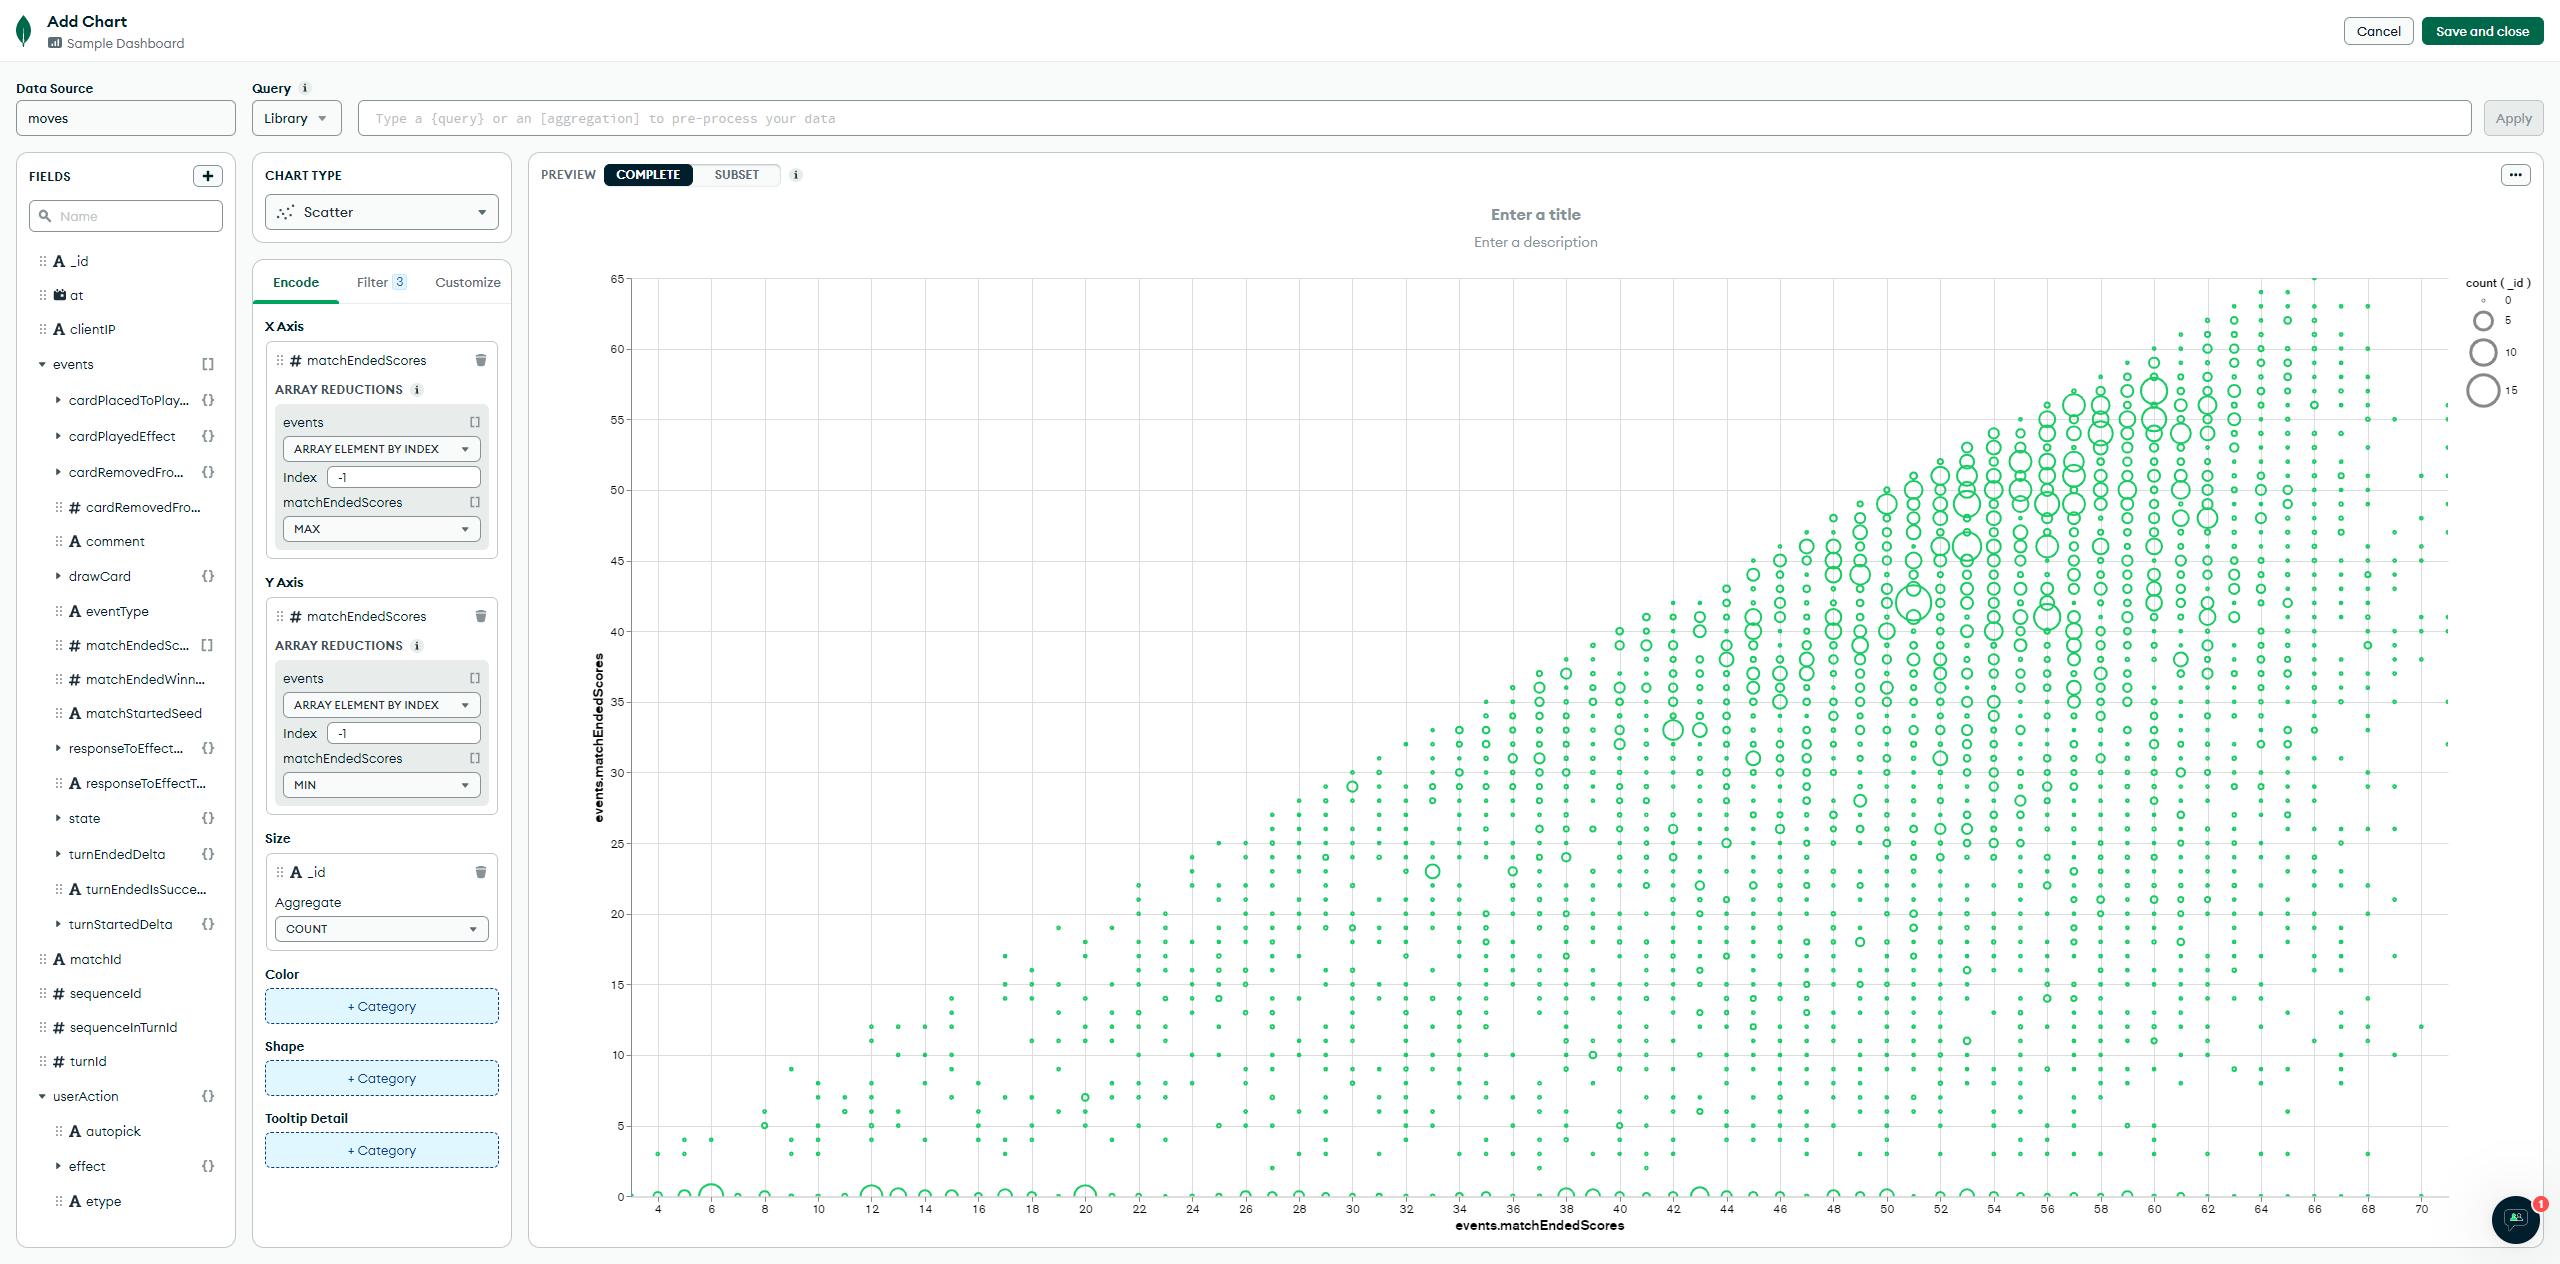 Add Chart
Sample Dashboard
Cancel
Save and close
Data Source
moves
Query
Library
Type a {query} or an [aggregation] to pre-process your data
Apply
FIELDS
Name
_id
at
clientIP
events []
cardPlacedToPlay... {}
cardPlayedEffect {}
cardRemovedFro... {}
cardRemovedFro...
comment
drawCard {}
eventType
matchEndedSc... []
matchEndedWinn...
matchStartedSeed
responseToEffect... {}
responseToEffectT...
state {}
turnEndedDelta {}
turnEndedIsSucce...
turnStartedDelta {}
matchId
sequenceId
sequenceInTurnId
turnId
userAction {}
autopick
effect {}
etype
CHART TYPE
Scatter
Encode Filter 3 Customize
X Axis
# matchEndedScores
ARRAY REDUCTIONS
events []
ARRAY ELEMENT BY INDEX
Index -1
matchEndedScores []
MAX
Y Axis
# matchEndedScores
ARRAY REDUCTIONS
events []
ARRAY ELEMENT BY INDEX
Index -1
matchEndedScores []
MIN
Size
A _id
Aggregate
COUNT
Color
+ Category
Shape
+ Category
Tooltip Detail
+ Category
PREVIEW COMPLETE SUBSET
Enter a title
Enter a description
65
60
55
50
45
40
35
30
25
20
15
10
5
0
events.matchEndedScores
4 6 8 10 12 14 16 18 20 22 24 26 28 30 32 34 36 38 40 42 44 46 48 50 52 54 56 58 60 62 64 66 68 70
events.matchEndedScores
count ( _id )
0
5
10
15
1